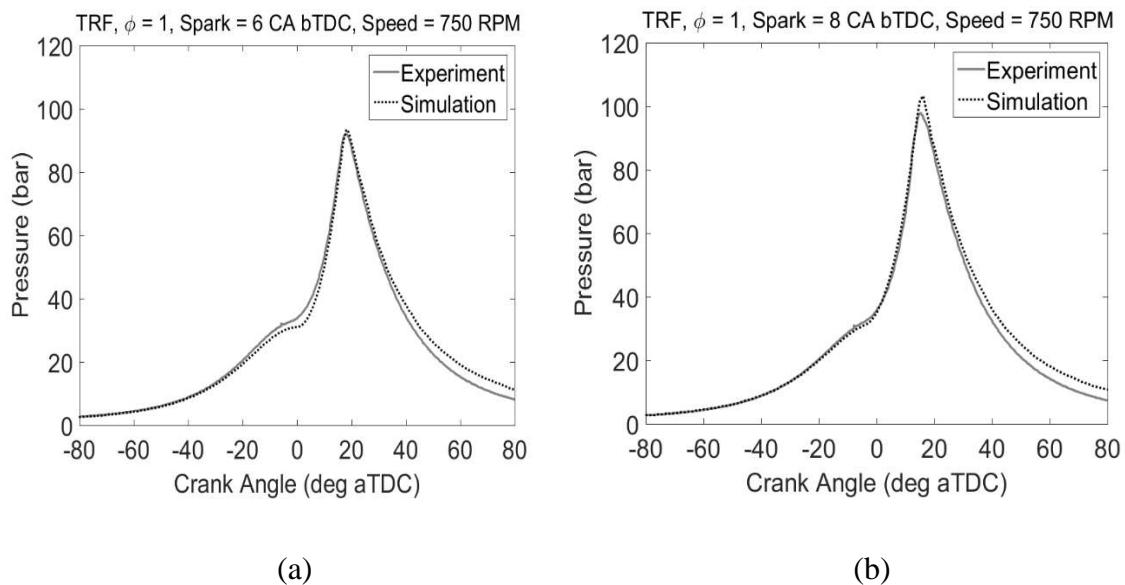 TRF, ϕ = 1, Spark = 6 CA bTDC, Speed = 750 RPM
120
100
80
60
40
20
0
Pressure (bar)
Experiment
Simulation
-80 -60 -40 -20 0 20 40 60 80
Crank Angle (deg aTDC)
(a)
TRF, ϕ = 1, Spark = 8 CA bTDC, Speed = 750 RPM
120
100
80
60
40
20
0
Pressure (bar)
Experiment
Simulation
-80 -60 -40 -20 0 20 40 60 80
Crank Angle (deg aTDC)
(b)